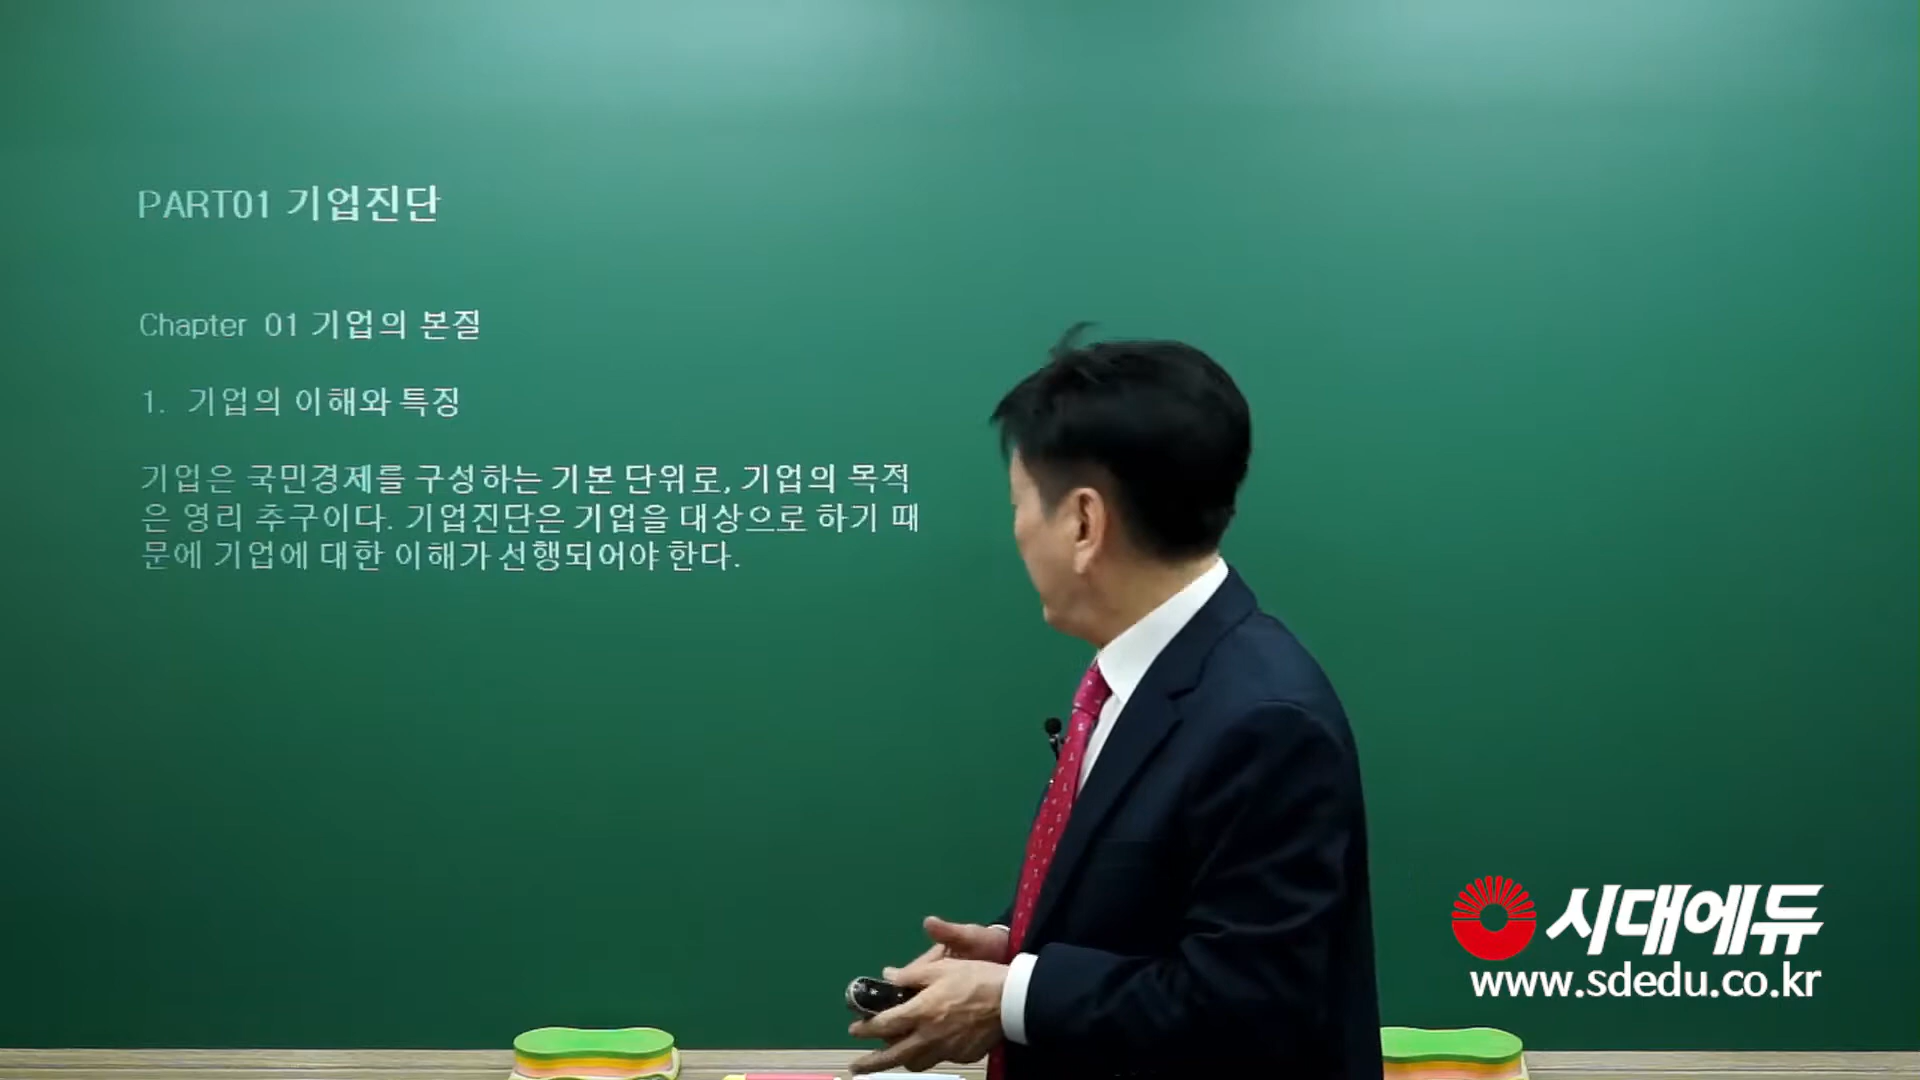 PART01 기업진단
Chapter 01 기업의 본질
1. 기업의 이해와 특징
기업은 국민경제를 구성하는 기본 단위로, 기업의 목적
은 영리 추구이다. 기업진단은 기업을 대상으로 하기 때
문에 기업에 대한 이해가 선행되어야 한다.
시대에듀
www.sdedu.co.kr